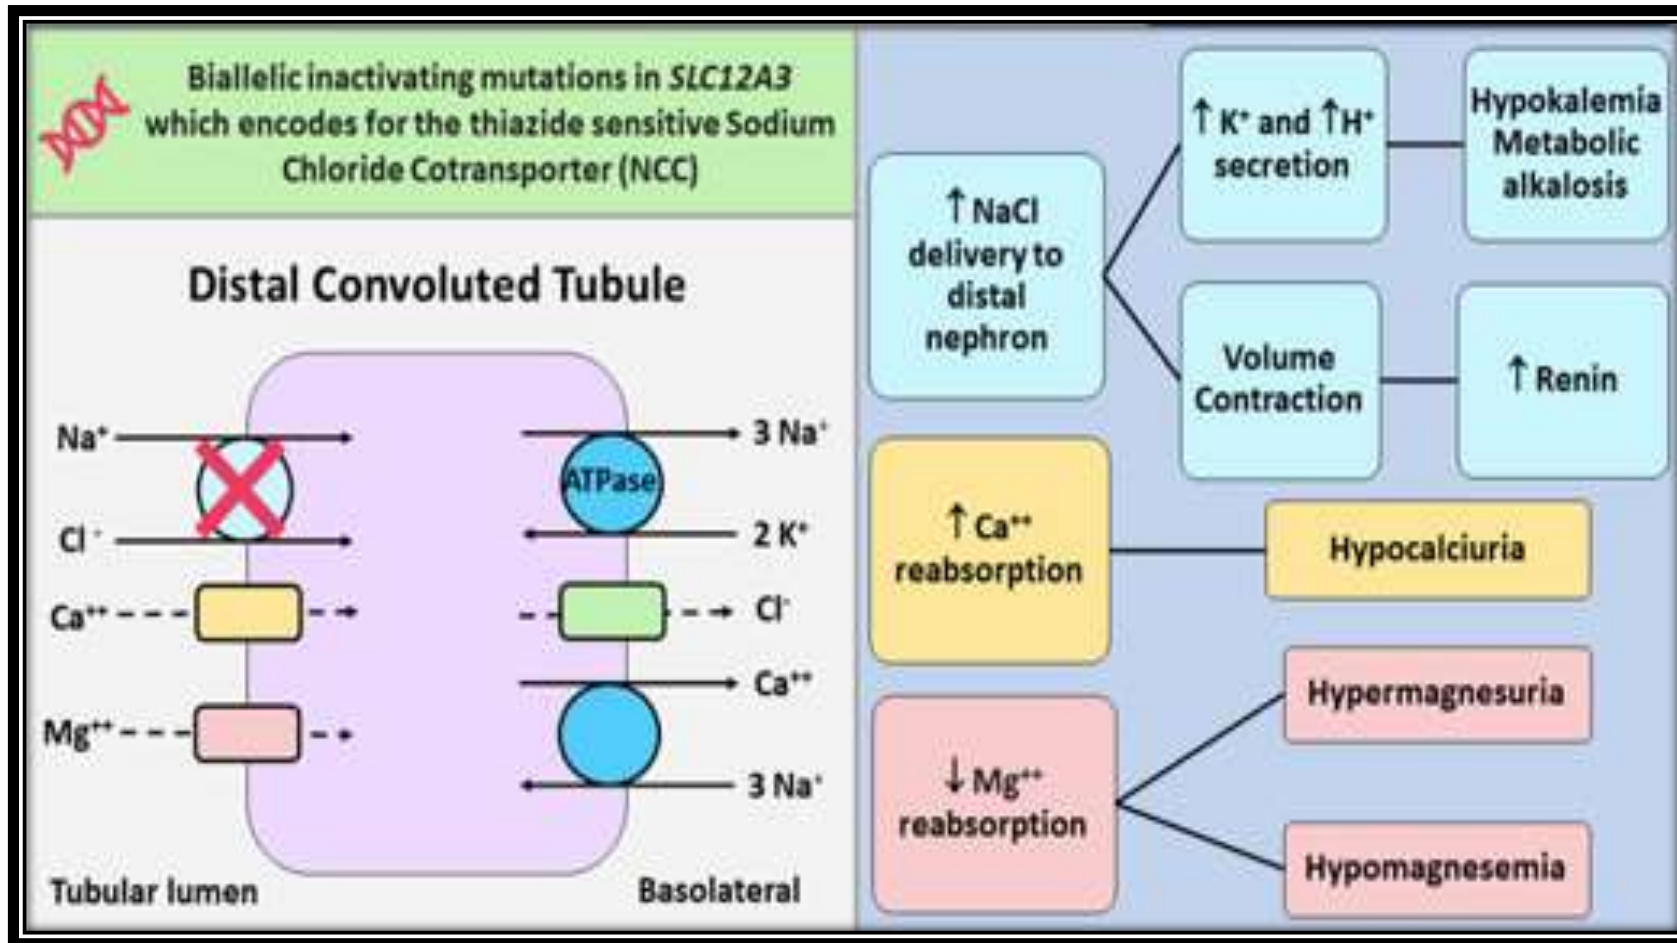 Biallelic inactivating mutations in SLC12A3
which encodes for the thiazide sensitive Sodium
Chloride Cotransporter (NCC)
Distal Convoluted Tubule
Na⁺
Cl⁻
Ca⁺⁺
Mg⁺⁺
ATPase
3 Na⁺
2 K⁺
Cl⁻
Ca⁺⁺
3 Na⁺
Tubular lumen
Basolateral
↑ NaCl
delivery to
distal
nephron
↑ K⁺ and ↑ H⁺
secretion
Hypokalemia
Metabolic
alkalosis
Volume
Contraction
↑ Renin
↑ Ca⁺⁺
reabsorption
Hypocalciuria
↓ Mg⁺⁺
reabsorption
Hypermagnesuria
Hypomagnesemia